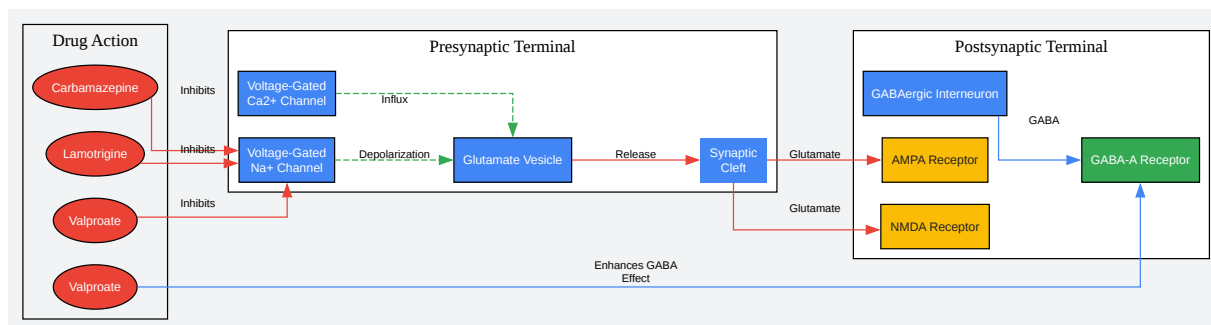 Drug Action
Carbamazepine
Lamotrigine
Valproate
Valproate
Inhibits
Inhibits
Inhibits
Presynaptic Terminal
Voltage-Gated
Ca2+ Channel
Influx
Voltage-Gated
Na+ Channel
Depolarization
Glutamate Vesicle
Release
Synaptic
Cleft
Glutamate
Glutamate
Enhances GABA
Effect
Postsynaptic Terminal
GABAergic Interneuron
GABA
AMPA Receptor
GABA-A Receptor
NMDA Receptor